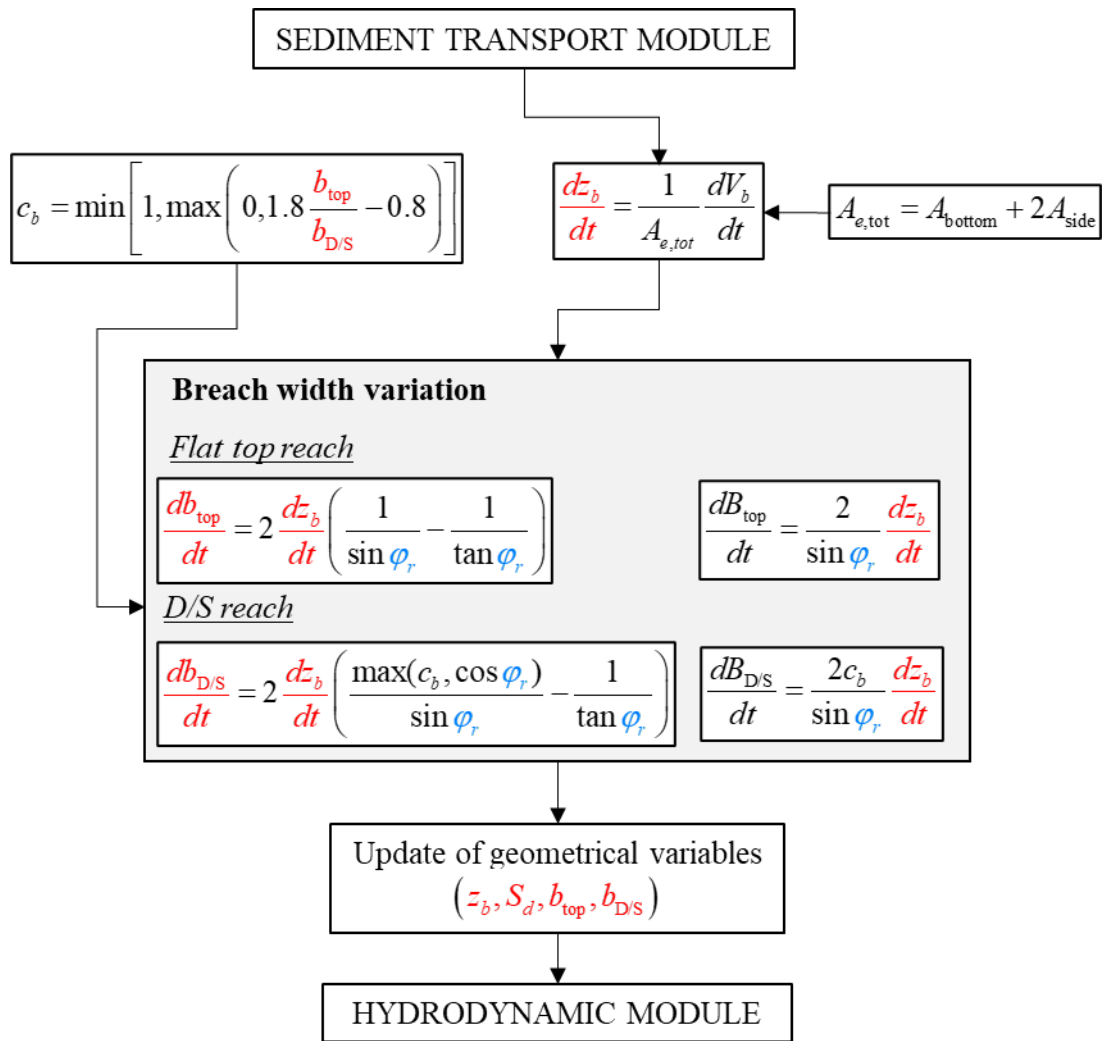 SEDIMENT TRANSPORT MODULE
c_b = min[1, max(0, 1.8 b_top/b_D/S − 0.8)]
dz_b/dt = 1/A_e,tot dV_b/dt
A_e,tot = A_bottom + 2A_side
Breach width variation
Flat top reach
db_top/dt = 2 dz_b/dt (1/sin φ_r − 1/tan φ_r)
dB_top/dt = 2/sin φ_r dz_b/dt
D/S reach
db_D/S/dt = 2 dz_b/dt (max(c_b, cos φ_r)/sin φ_r − 1/tan φ_r)
dB_D/S/dt = 2c_b/sin φ_r dz_b/dt
Update of geometrical variables
(z_b, S_d, b_top, b_D/S)
HYDRODYNAMIC MODULE